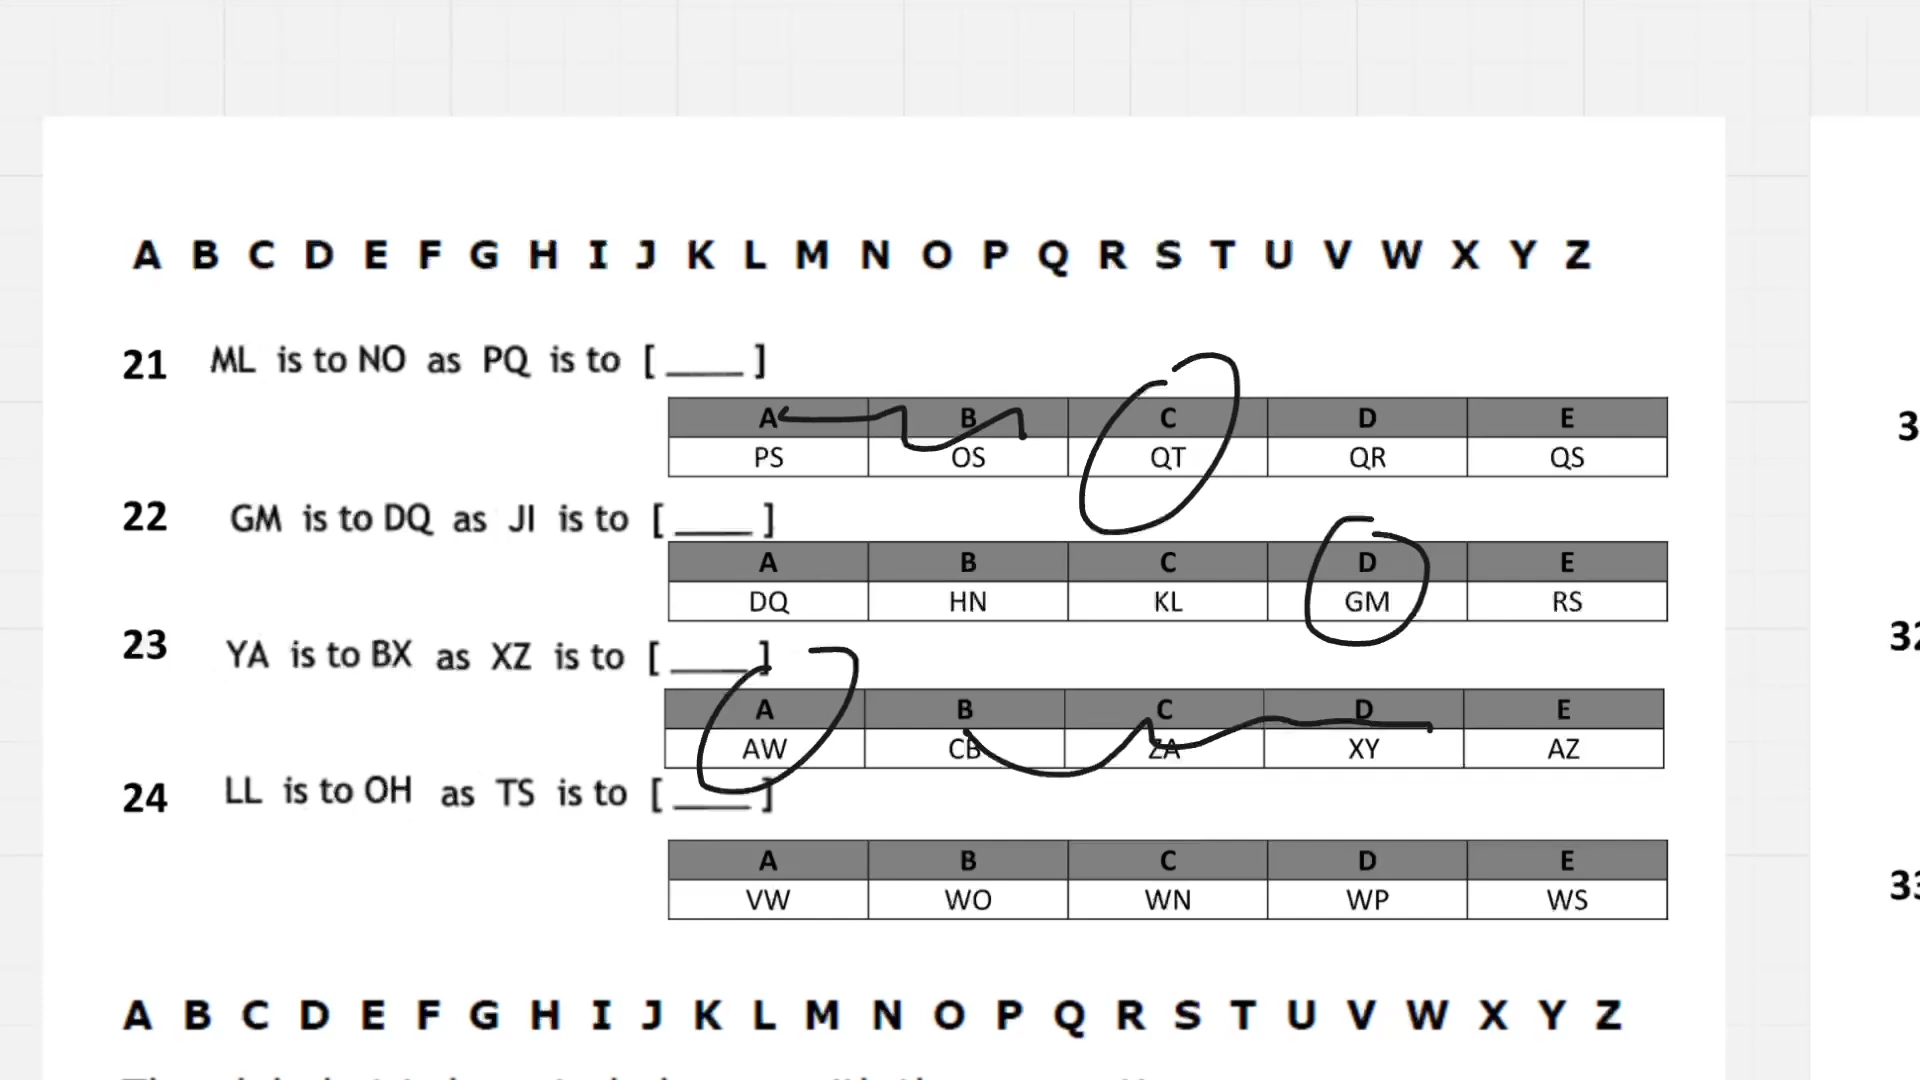 A B C D E F G H I J K L M N O P Q R S T U V W X Y Z
21 ML is to NO as PQ is to [ ____ ]
A B C D E
PS OS QT QR QS
22 GM is to DQ as JI is to [ ____ ]
A B C D E
DQ HN KL GM RS
23 YA is to BX as XZ is to [ ____ ]
A B C D E
AW CB ZA XY AZ
24 LL is to OH as TS is to [ ____ ]
A B C D E
VW WO WN WP WS
A B C D E F G H I J K L M N O P Q R S T U V W X Y Z
3
32
33